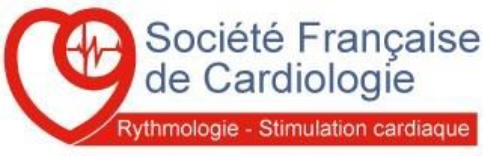 Société Française
de Cardiologie
Rythmologie - Stimulation cardiaque